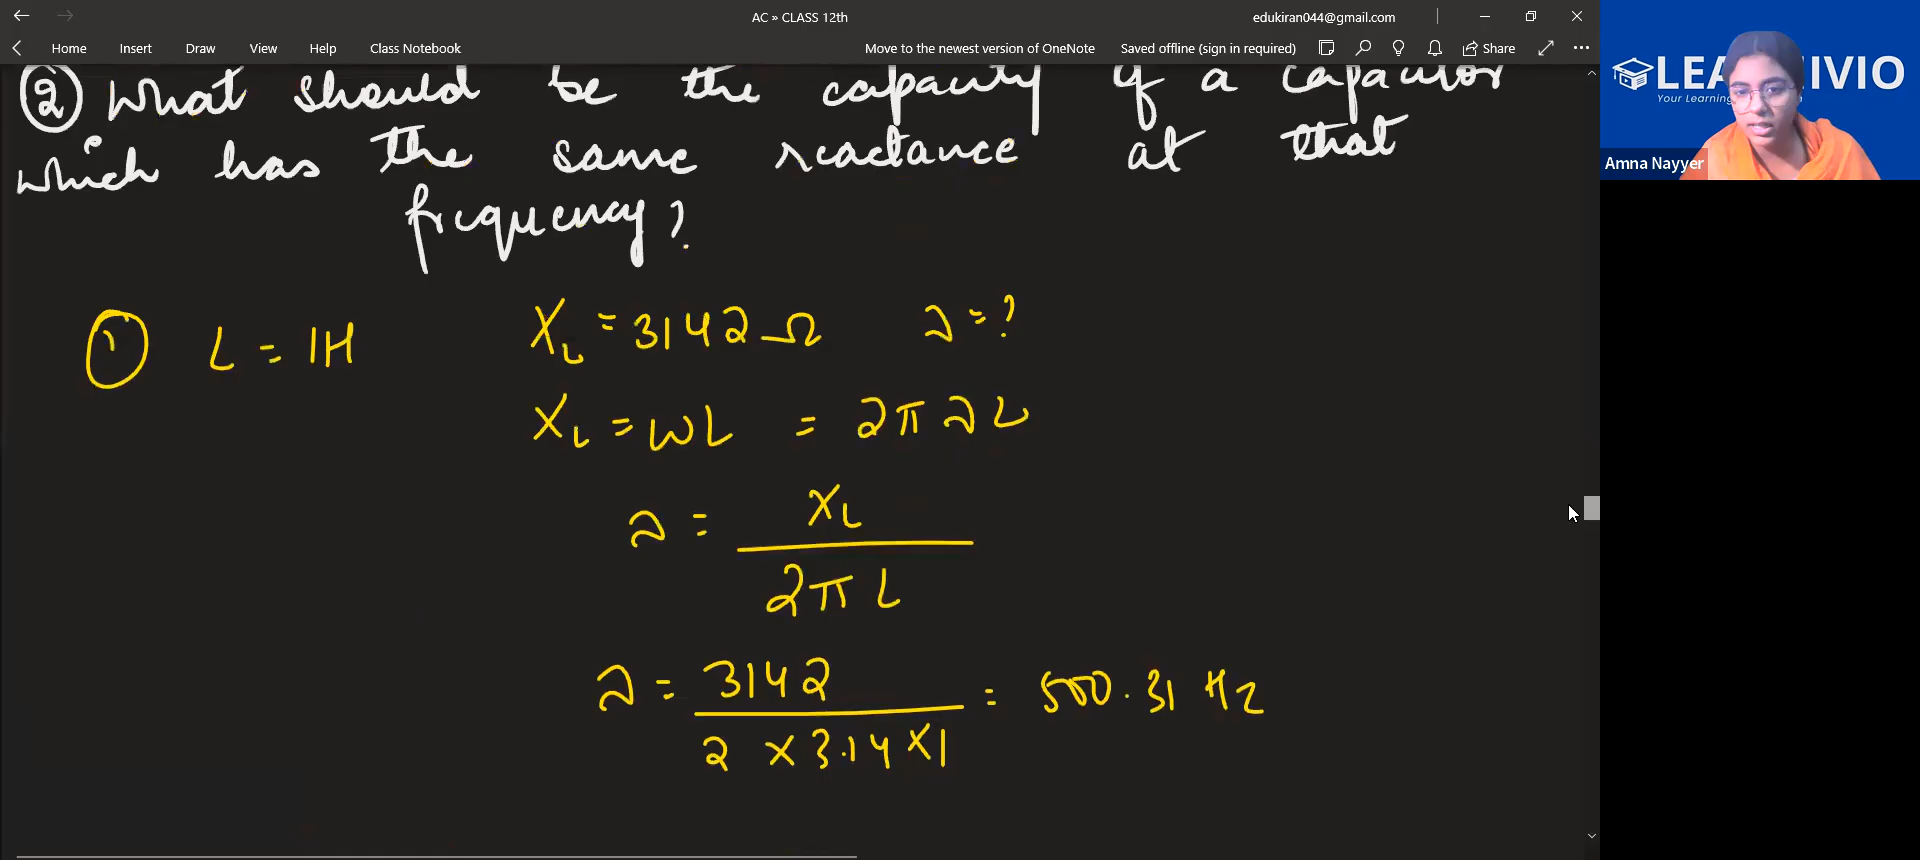 AC » CLASS 12th
edukiran044@gmail.com
Home Insert Draw View Help Class Notebook
Move to the newest version of OneNote Saved offline (sign in required) Share
② What should be the capacity of a capacitor
which has the same reactance at that
frequency?
① L = 1H X_L = 3142 Ω ν = ?
X_L = ωL = 2π ν L
ν = X_L / 2π L
ν = 3142 / 2 × 3.14 × 1 = 500.31 Hz
Your Learning
Amna Nayyer